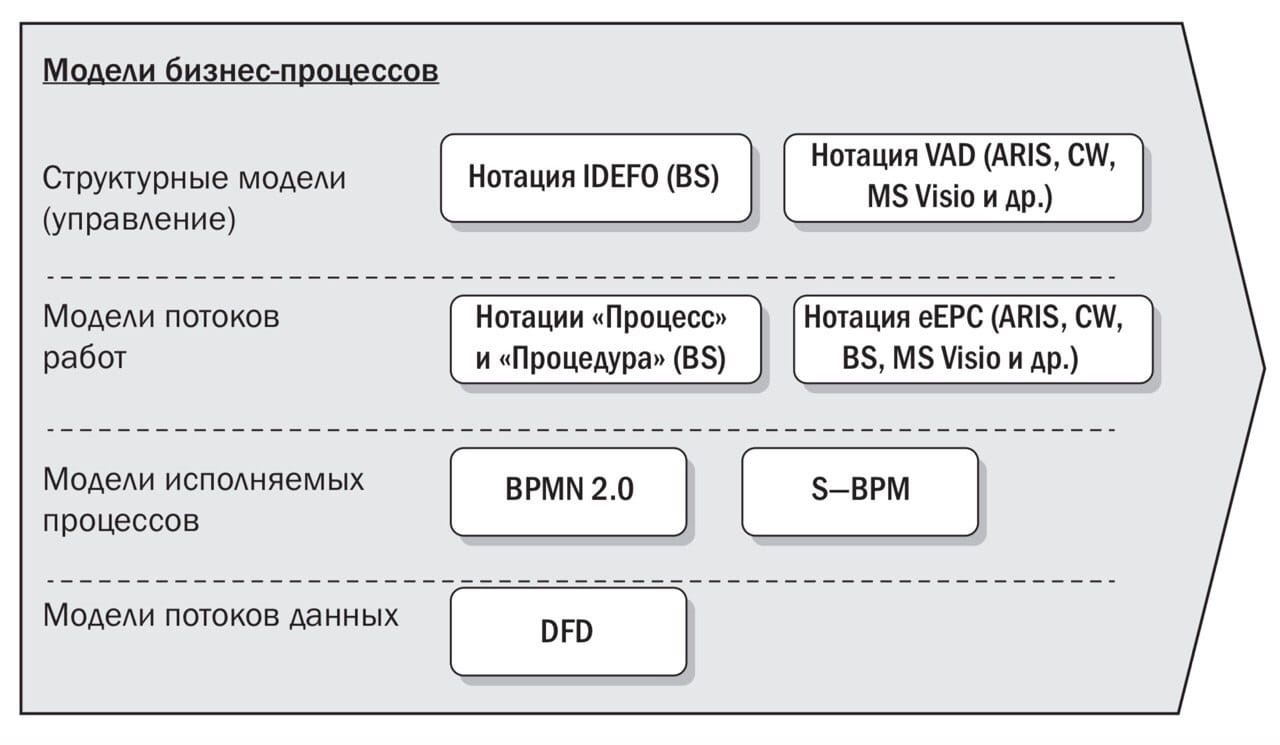 Модели бизнес-процессов
Структурные модели
(управление)
Нотация IDEFO (BS)
Нотация VAD (ARIS, CW,
MS Visio и др.)
Модели потоков
работ
Нотации «Процесс»
и «Процедура» (BS)
Нотация eEPC (ARIS, CW,
BS, MS Visio и др.)
Модели исполняемых
процессов
BPMN 2.0
S—BPM
Модели потоков данных
DFD